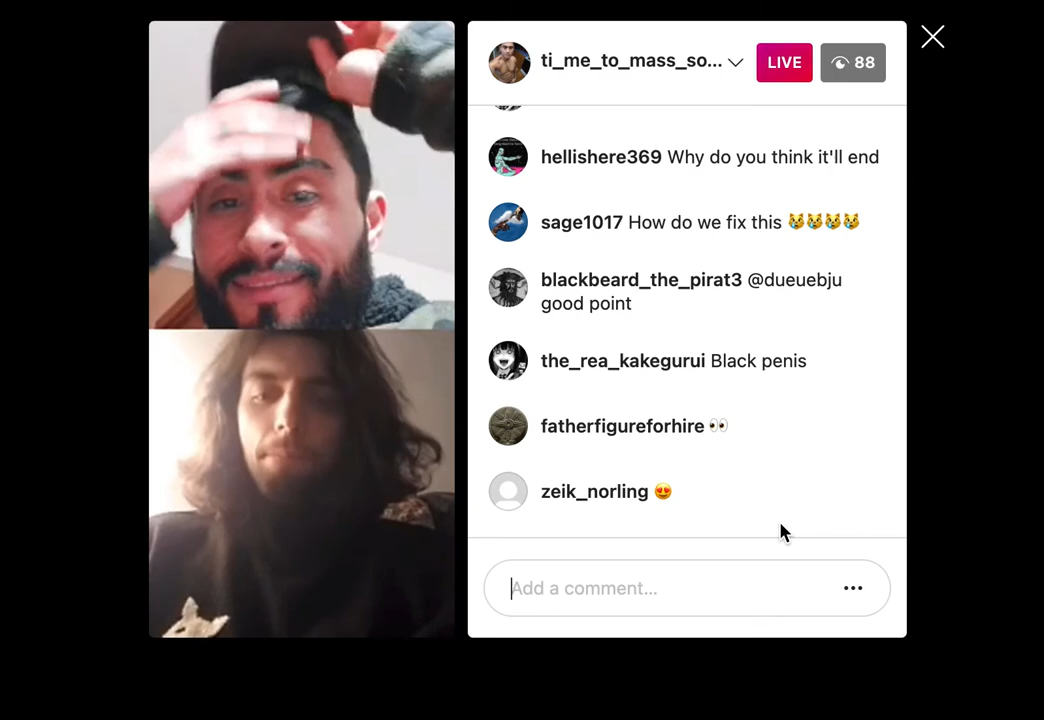 ti_me_to_mass_so...
LIVE
88
hellishere369 Why do you think it'll end
sage1017 How do we fix this 😿😿😿😿
blackbeard_the_pirat3 @dueuebju
good point
the_rea_kakegurui Black penis
fatherfigureforhire 👀
zeik_norling 😍
Add a comment...